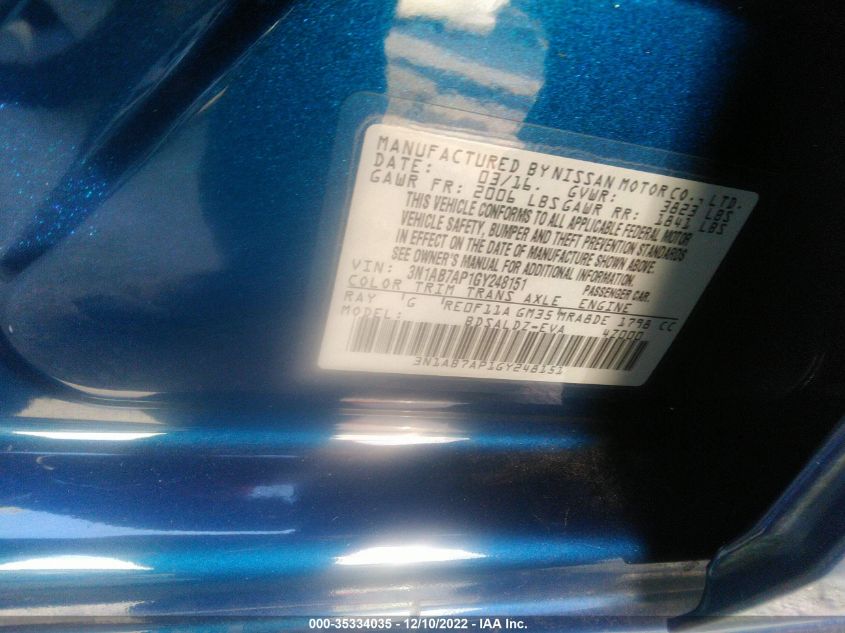 MANUFACTURED BY NISSAN MOTOR CO., LTD.
DATE: 03/16. GVWR: 3823 LBS
GAWR FR: 2006 LBS GAWR RR: 1841 LBS
THIS VEHICLE CONFORMS TO ALL APPLICABLE FEDERAL MOTOR
VEHICLE SAFETY, BUMPER AND THEFT PREVENTION STANDARDS
IN EFFECT ON THE DATE OF MANUFACTURE SHOWN ABOVE.
SEE OWNER'S MANUAL FOR ADDITIONAL INFORMATION.
VIN: 3N1AB7AP1GY248151 PASSENGER CAR.
COLOR TRIM TRANS AXLE ENGINE
RAY 'G 'RE0F11A GM35 'MRA8DE 1798 CC
MODEL: BDSALDZ-EVA 47000
3N1AB7AP1GY248151
000-35334035 - 12/10/2022 - IAA Inc.